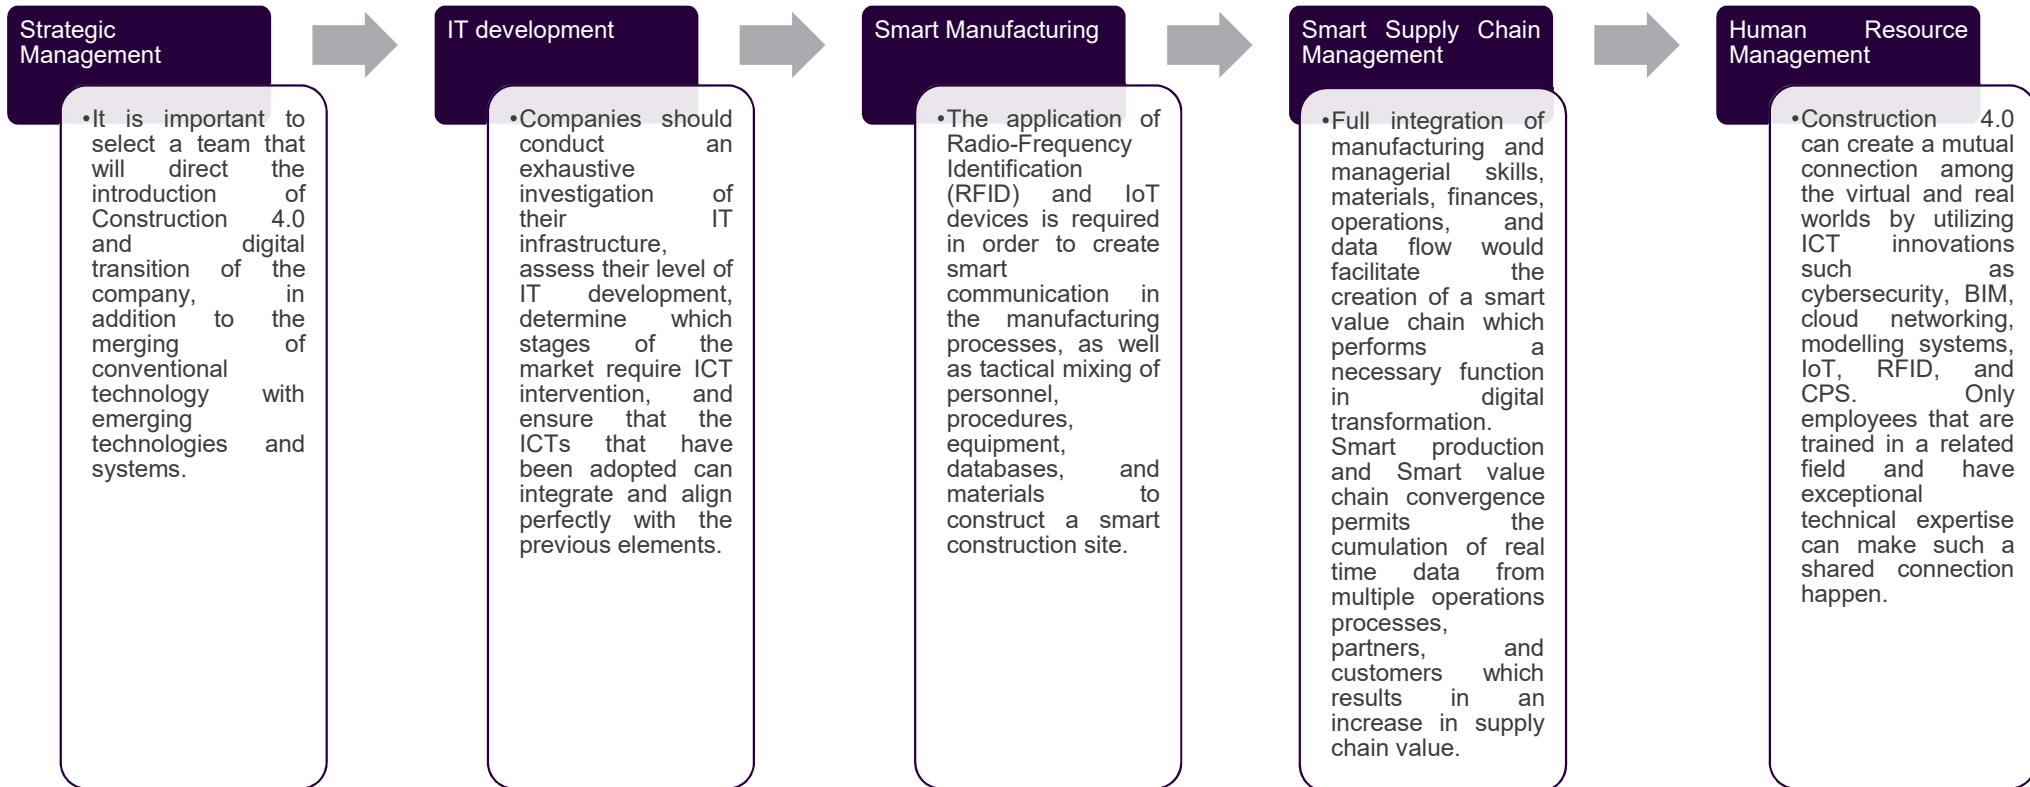 Strategic
Management
•It is important to
select a team that
will direct the
introduction of
Construction 4.0
and digital
transition of the
company, in
addition to the
merging of
conventional
technology with
emerging
technologies and
systems.
IT development
•Companies should
conduct an
exhaustive
investigation of
their IT
infrastructure,
assess their level of
IT development,
determine which
stages of the
market require ICT
intervention, and
ensure that the
ICTs that have
been adopted can
integrate and align
perfectly with the
previous elements.
Smart Manufacturing
•The application of
Radio-Frequency
Identification
(RFID) and IoT
devices is required
in order to create
smart
communication in
the manufacturing
processes, as well
as tactical mixing of
personnel,
procedures,
equipment,
databases, and
materials to
construct a smart
construction site.
Smart Supply Chain
Management
•Full integration of
manufacturing and
managerial skills,
materials, finances,
operations, and
data flow would
facilitate the
creation of a smart
value chain which
performs a
necessary function
in digital
transformation.
Smart production
and Smart value
chain convergence
permits the
cumulation of real
time data from
multiple operations
processes,
partners, and
customers which
results in an
increase in supply
chain value.
Human Resource
Management
•Construction 4.0
can create a mutual
connection among
the virtual and real
worlds by utilizing
ICT innovations
such as
cybersecurity, BIM,
cloud networking,
modelling systems,
IoT, RFID, and
CPS. Only
employees that are
trained in a related
field and have
exceptional
technical expertise
can make such a
shared connection
happen.